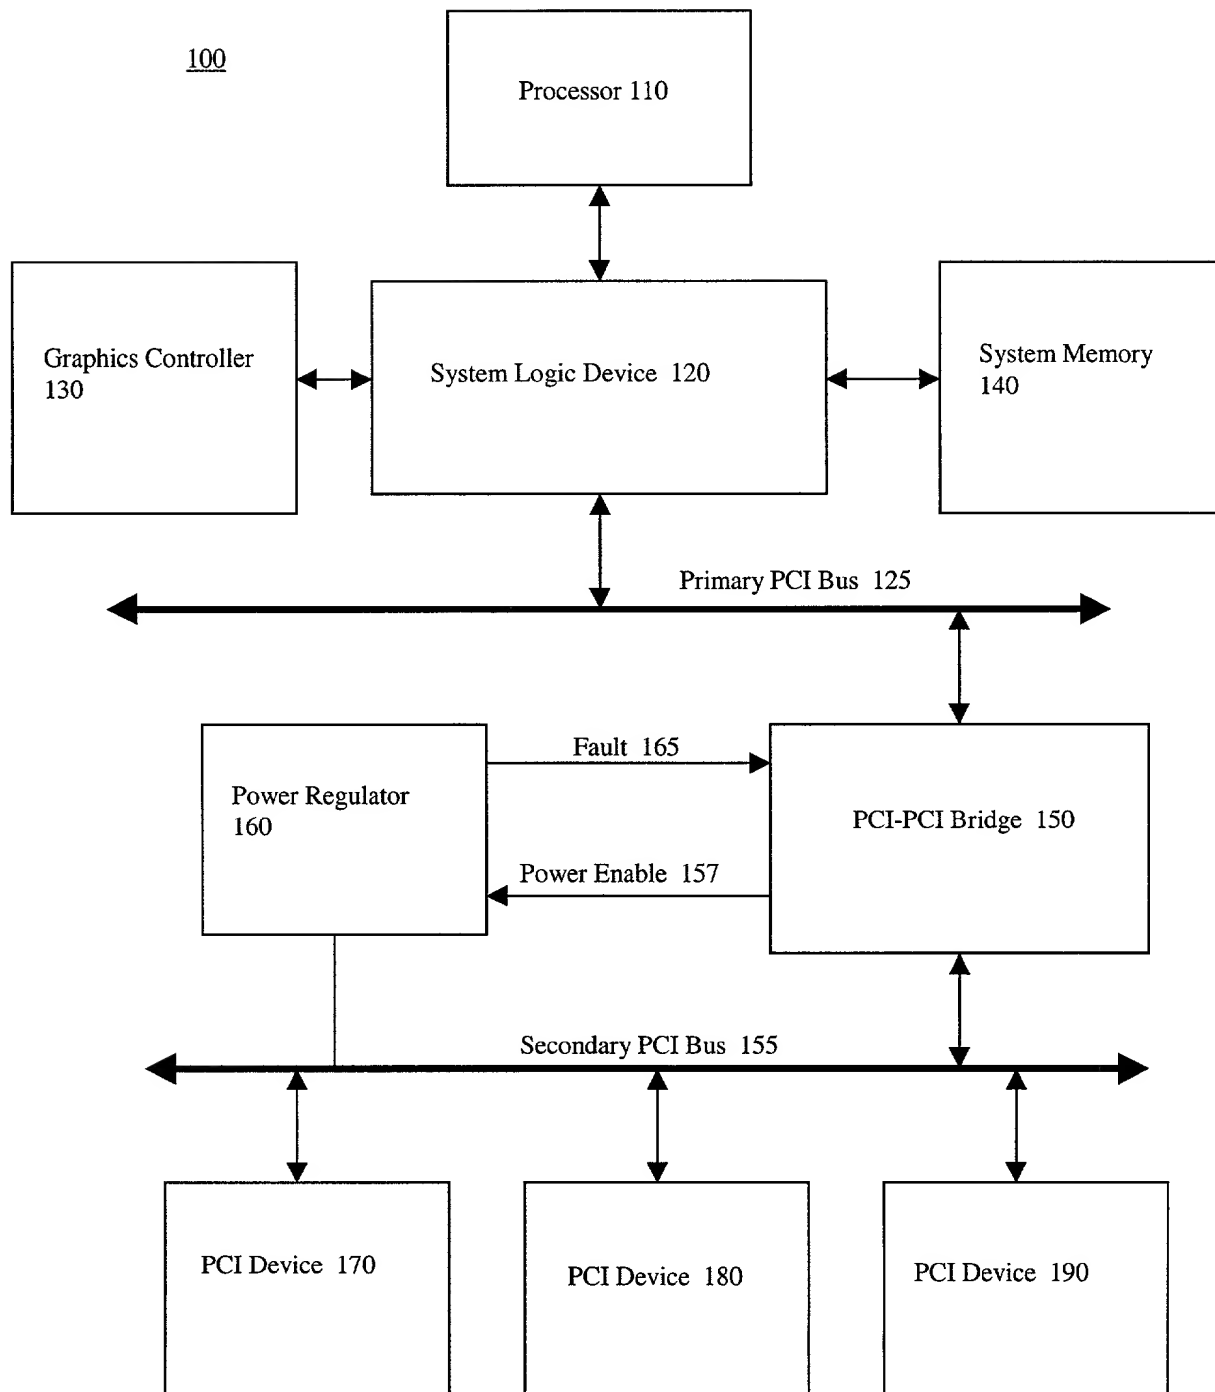 100
Processor 110
Graphics Controller
130
System Logic Device 120
System Memory
140
Primary PCI Bus 125
Fault 165
Power Regulator
160
PCI-PCI Bridge 150
Power Enable 157
Secondary PCI Bus 155
PCI Device 170
PCI Device 180
PCI Device 190